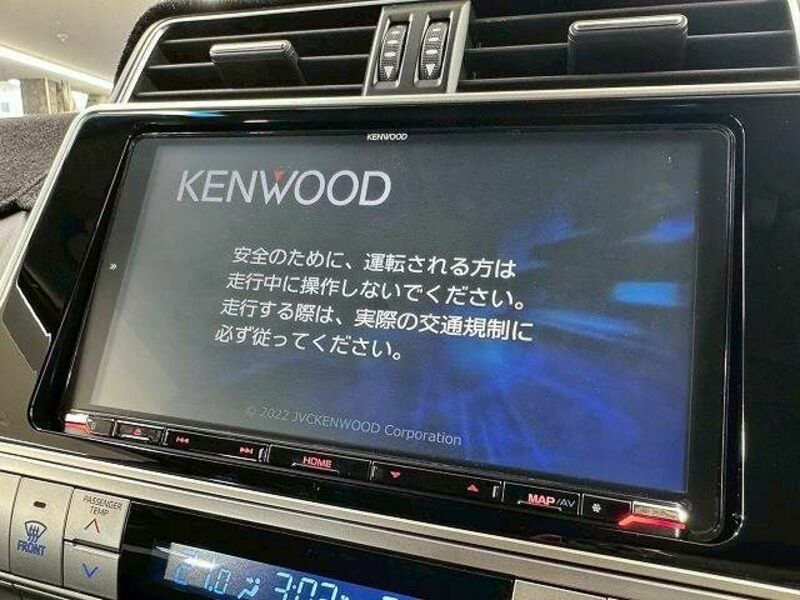 KENWOOD
KENWOOD
安全のために、運転される方は
走行中に操作しないでください。
走行する際は、実際の交通規制に
必ず従ってください。
© 2022 JVCKENWOOD Corporation
HOME
MAP/AV
PASSENGER
TEMP
FRONT
21.0